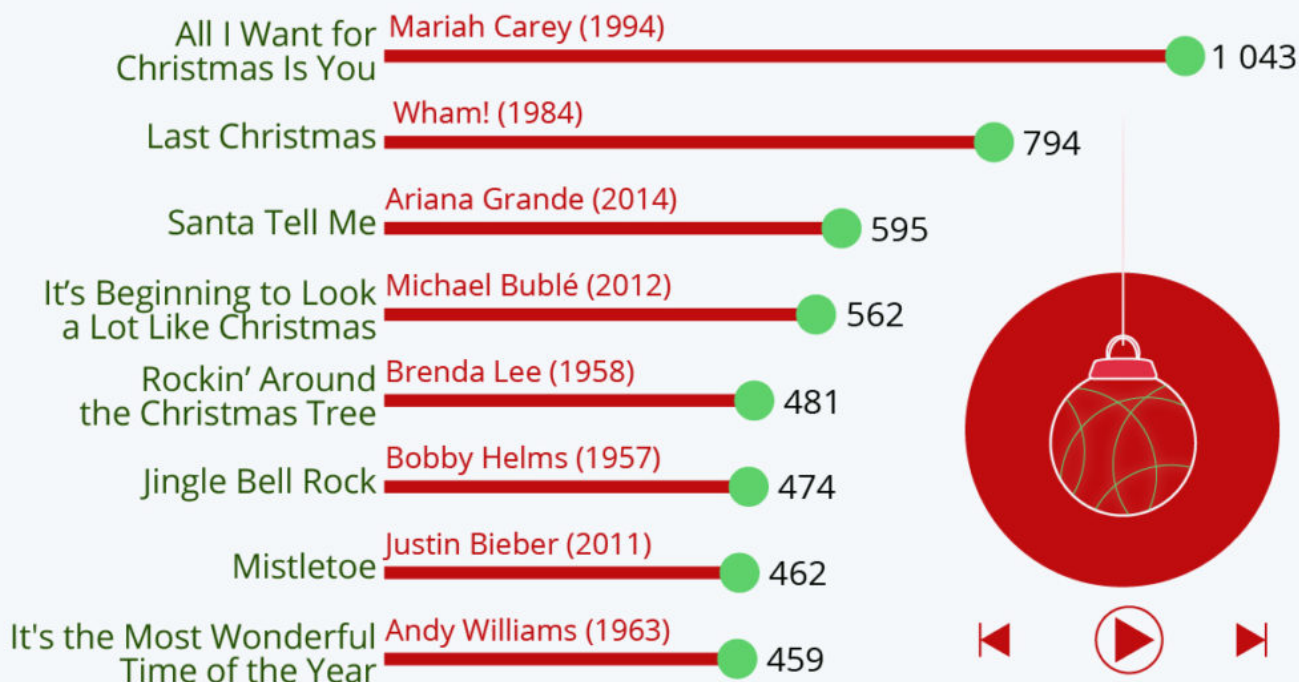 Mariah Carey (1994)
All I Want for
Christmas Is You
1 043
Wham! (1984)
Last Christmas
794
Ariana Grande (2014)
Santa Tell Me
595
Michael Bublé (2012)
It’s Beginning to Look
a Lot Like Christmas
562
Brenda Lee (1958)
Rockin’ Around
the Christmas Tree
481
Bobby Helms (1957)
Jingle Bell Rock
474
Justin Bieber (2011)
Mistletoe
462
Andy Williams (1963)
It's the Most Wonderful
Time of the Year
459